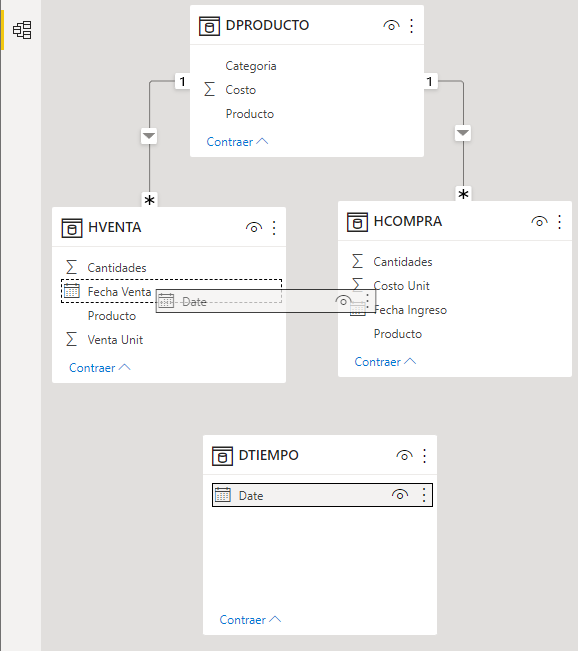 DPRODUCTO
Categoria
Costo
Producto
Contraer
1
1
*
*
HVENTA
Cantidades
Fecha Venta
Producto
Venta Unit
Contraer
Date
HCOMPRA
Cantidades
Costo Unit
Fecha Ingreso
Producto
Contraer
DTIEMPO
Date
Contraer